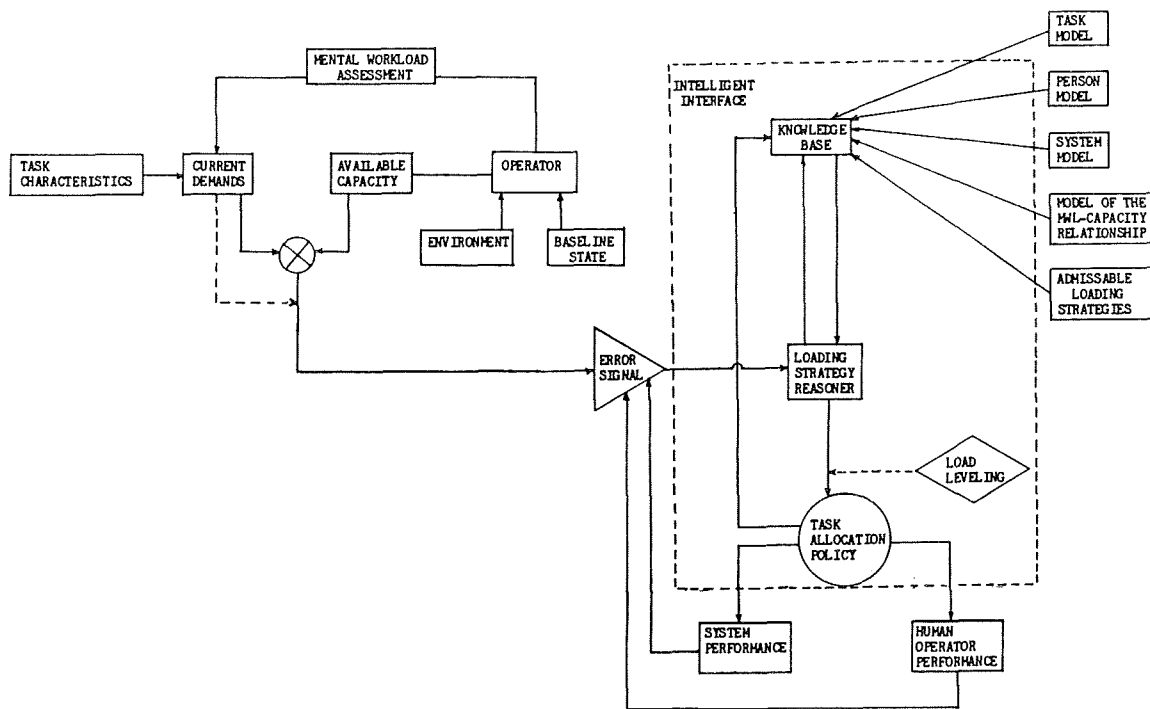 TASK
MODEL
MENTAL WORKLOAD
ASSESSMENT
INTELLIGENT
INTERFACE
PERSON
MODEL
KNOWLEDGE
BASE
SYSTEM
MODEL
TASK
CHARACTERISTICS
CURRENT
DEMANDS
AVAILABLE
CAPACITY
OPERATOR
MODEL OF THE
MWL-CAPACITY
RELATIONSHIP
ENVIRONMENT
BASELINE
STATE
ADMISSABLE
LOADING
STRATEGIES
ERROR
SIGNAL
LOADING
STRATEGY
REASONER
LOAD
LEVELING
TASK
ALLOCATION
POLICY
SYSTEM
PERFORMANCE
HUMAN
OPERATOR
PERFORMANCE